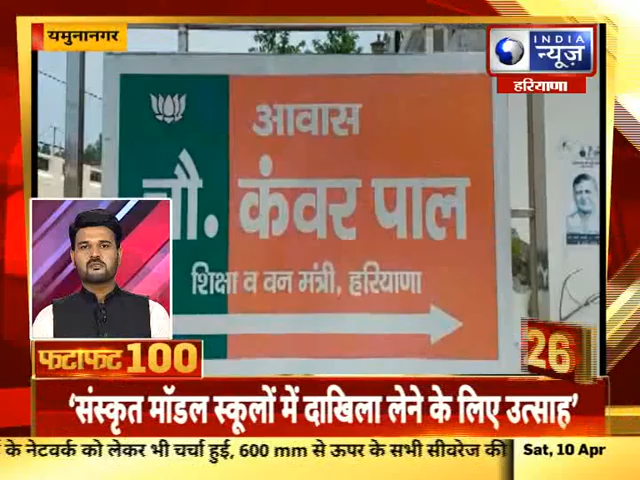 यमुनानगर
INDIA
न्यूज़
हरियाणा
आवास
चौ. कंवर पाल
शिक्षा व वन मंत्री, हरियाणा
फटाफट 100
26
‘संस्कृत मॉडल स्कूलों में दाखिला लेने के लिए उत्साह’
के नेटवर्क को लेकर भी चर्चा हुई, 600 mm से ऊपर के सभी सीवरेज की
Sat, 10 Apr